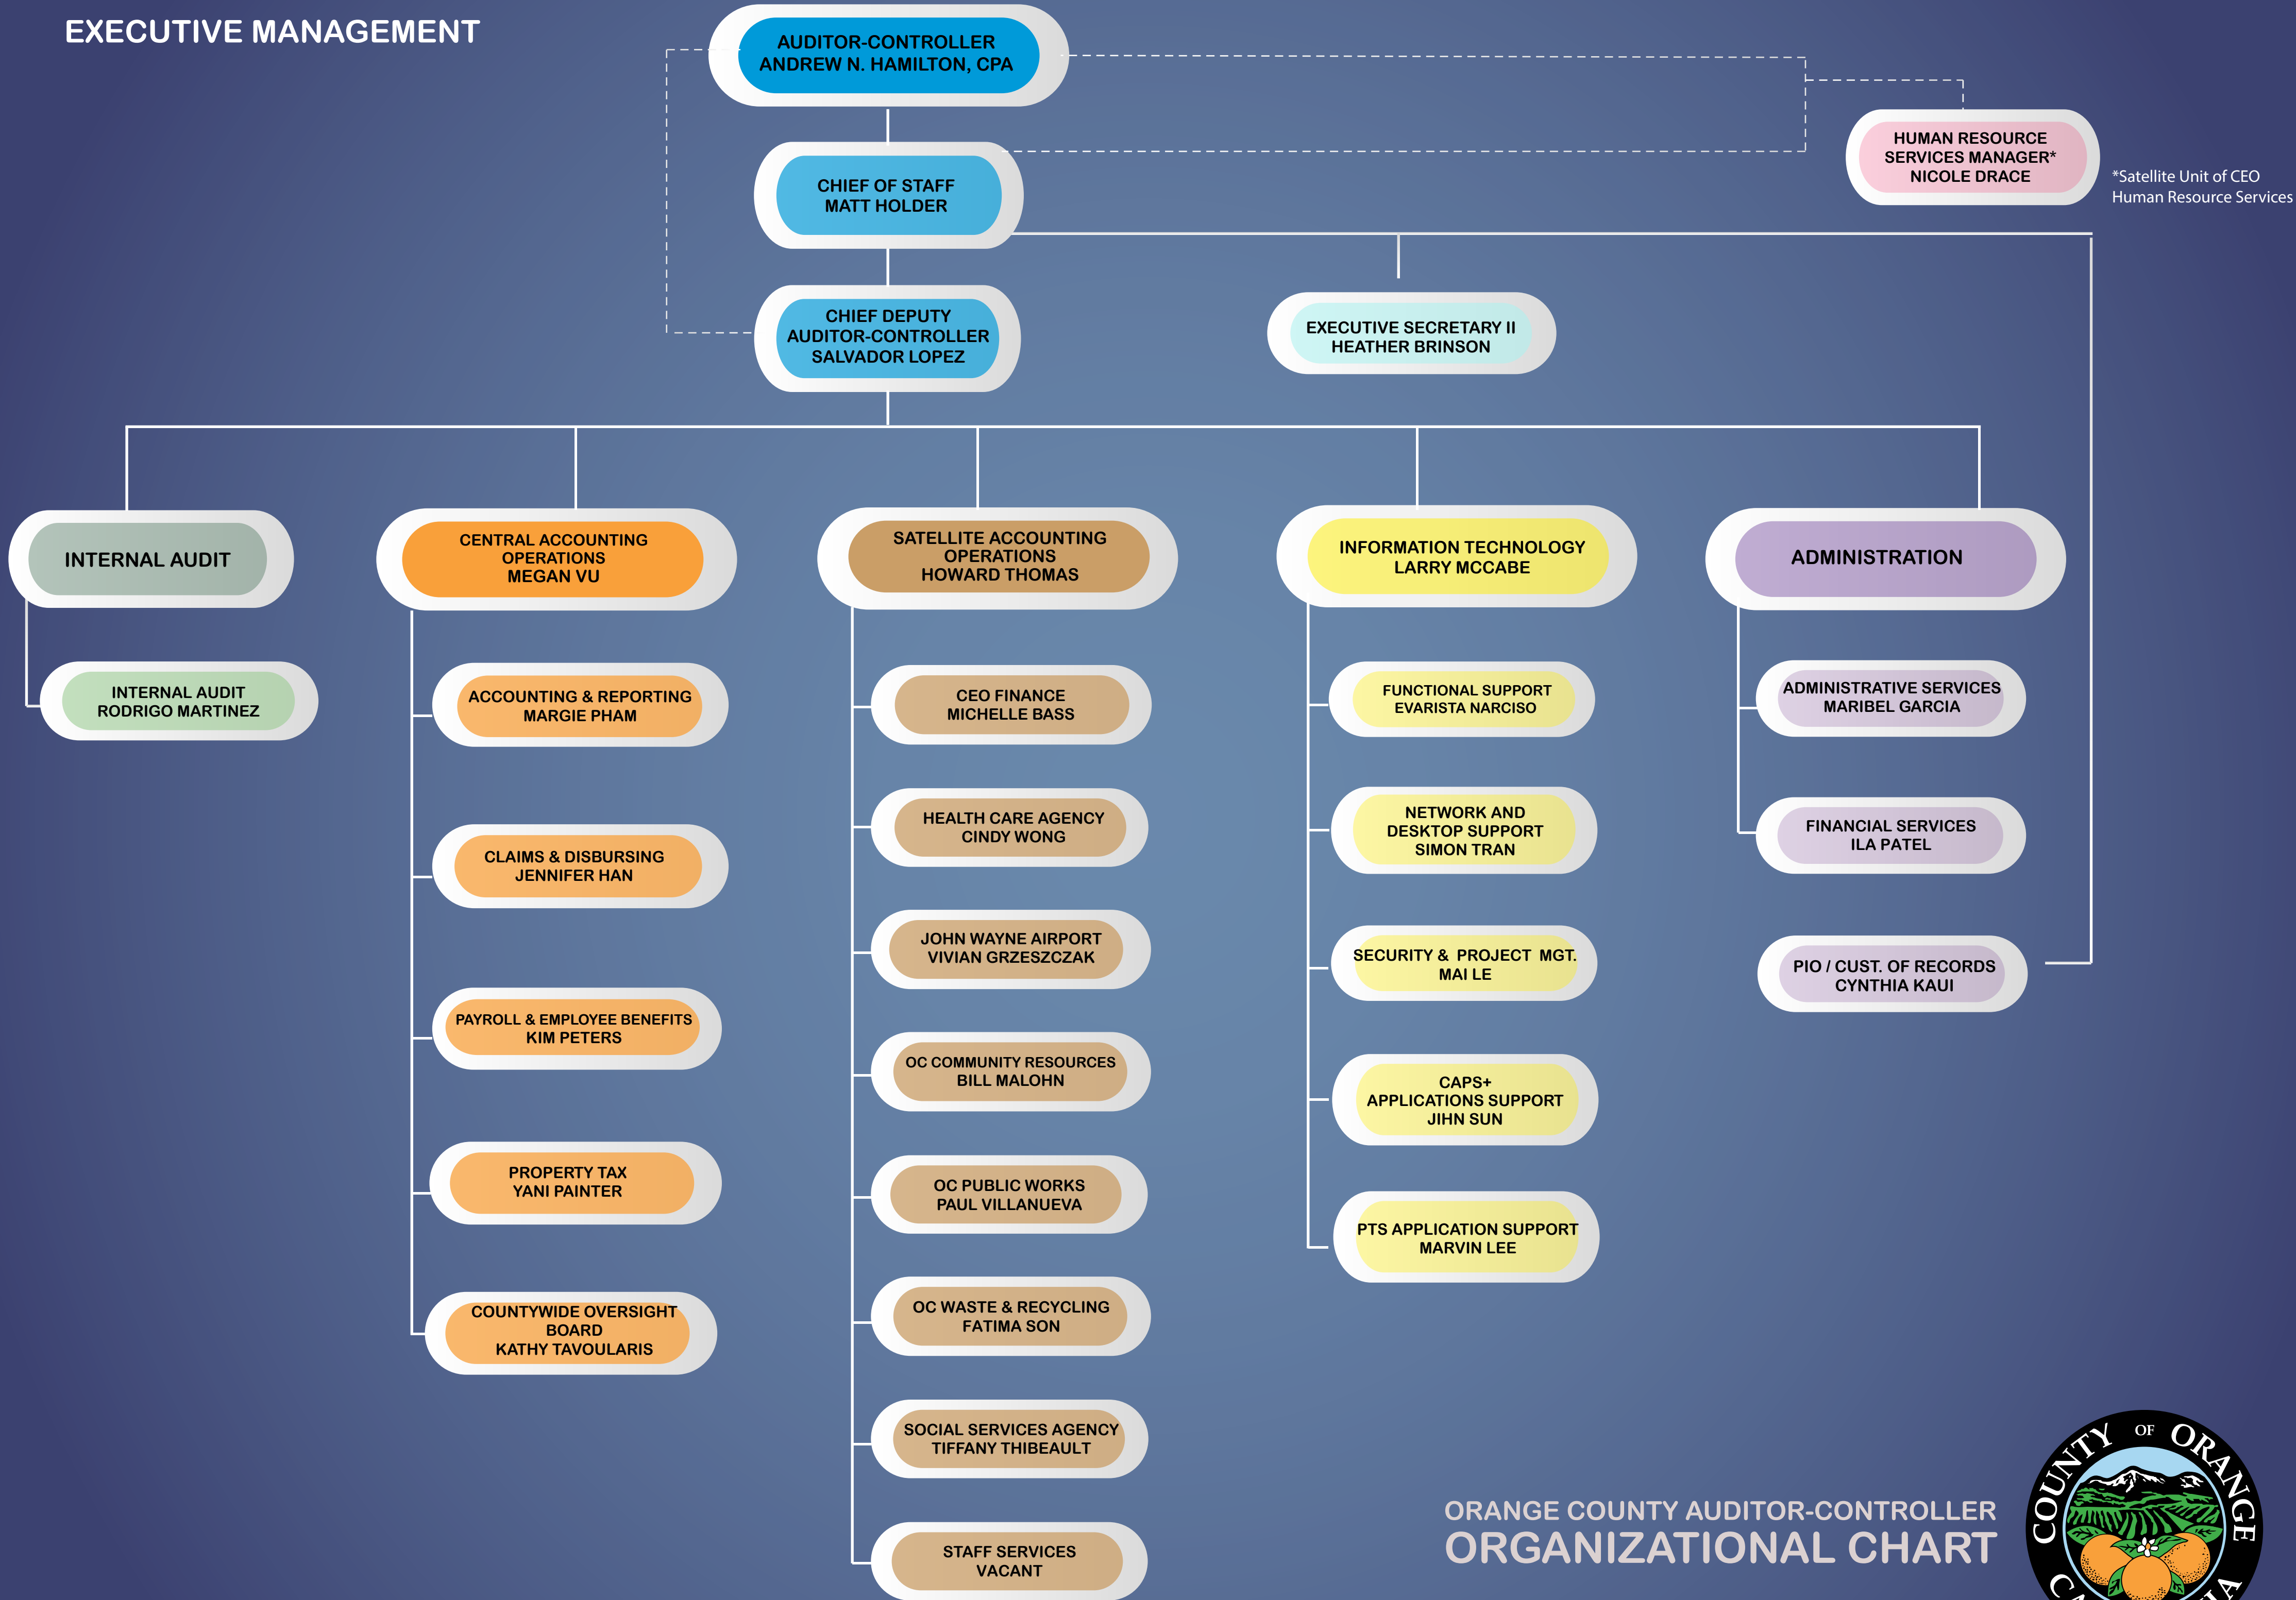 EXECUTIVE MANAGEMENT
AUDITOR-CONTROLLER
ANDREW N. HAMILTON, CPA
HUMAN RESOURCE
SERVICES MANAGER*
NICOLE DRACE
*Satellite Unit of CEO
Human Resource Services
CHIEF OF STAFF
MATT HOLDER
CHIEF DEPUTY
AUDITOR-CONTROLLER
SALVADOR LOPEZ
EXECUTIVE SECRETARY II
HEATHER BRINSON
INTERNAL AUDIT
INTERNAL AUDIT
RODRIGO MARTINEZ
CENTRAL ACCOUNTING
OPERATIONS
MEGAN VU
ACCOUNTING & REPORTING
MARGIE PHAM
CLAIMS & DISBURSING
JENNIFER HAN
PAYROLL & EMPLOYEE BENEFITS
KIM PETERS
PROPERTY TAX
YANI PAINTER
COUNTYWIDE OVERSIGHT
BOARD
KATHY TAVOULARIS
SATELLITE ACCOUNTING
OPERATIONS
HOWARD THOMAS
CEO FINANCE
MICHELLE BASS
HEALTH CARE AGENCY
CINDY WONG
JOHN WAYNE AIRPORT
VIVIAN GRZESZCZAK
OC COMMUNITY RESOURCES
BILL MALOHN
OC PUBLIC WORKS
PAUL VILLANUEVA
OC WASTE & RECYCLING
FATIMA SON
SOCIAL SERVICES AGENCY
TIFFANY THIBEAULT
STAFF SERVICES
VACANT
INFORMATION TECHNOLOGY
LARRY MCCABE
FUNCTIONAL SUPPORT
EVARISTA NARCISO
NETWORK AND
DESKTOP SUPPORT
SIMON TRAN
SECURITY & PROJECT MGT.
MAI LE
CAPS+
APPLICATIONS SUPPORT
JIHN SUN
PTS APPLICATION SUPPORT
MARVIN LEE
ADMINISTRATION
ADMINISTRATIVE SERVICES
MARIBEL GARCIA
FINANCIAL SERVICES
ILA PATEL
PIO / CUST. OF RECORDS
CYNTHIA KAUI
ORANGE COUNTY AUDITOR-CONTROLLER
ORGANIZATIONAL CHART
COUNTY OF ORANGE